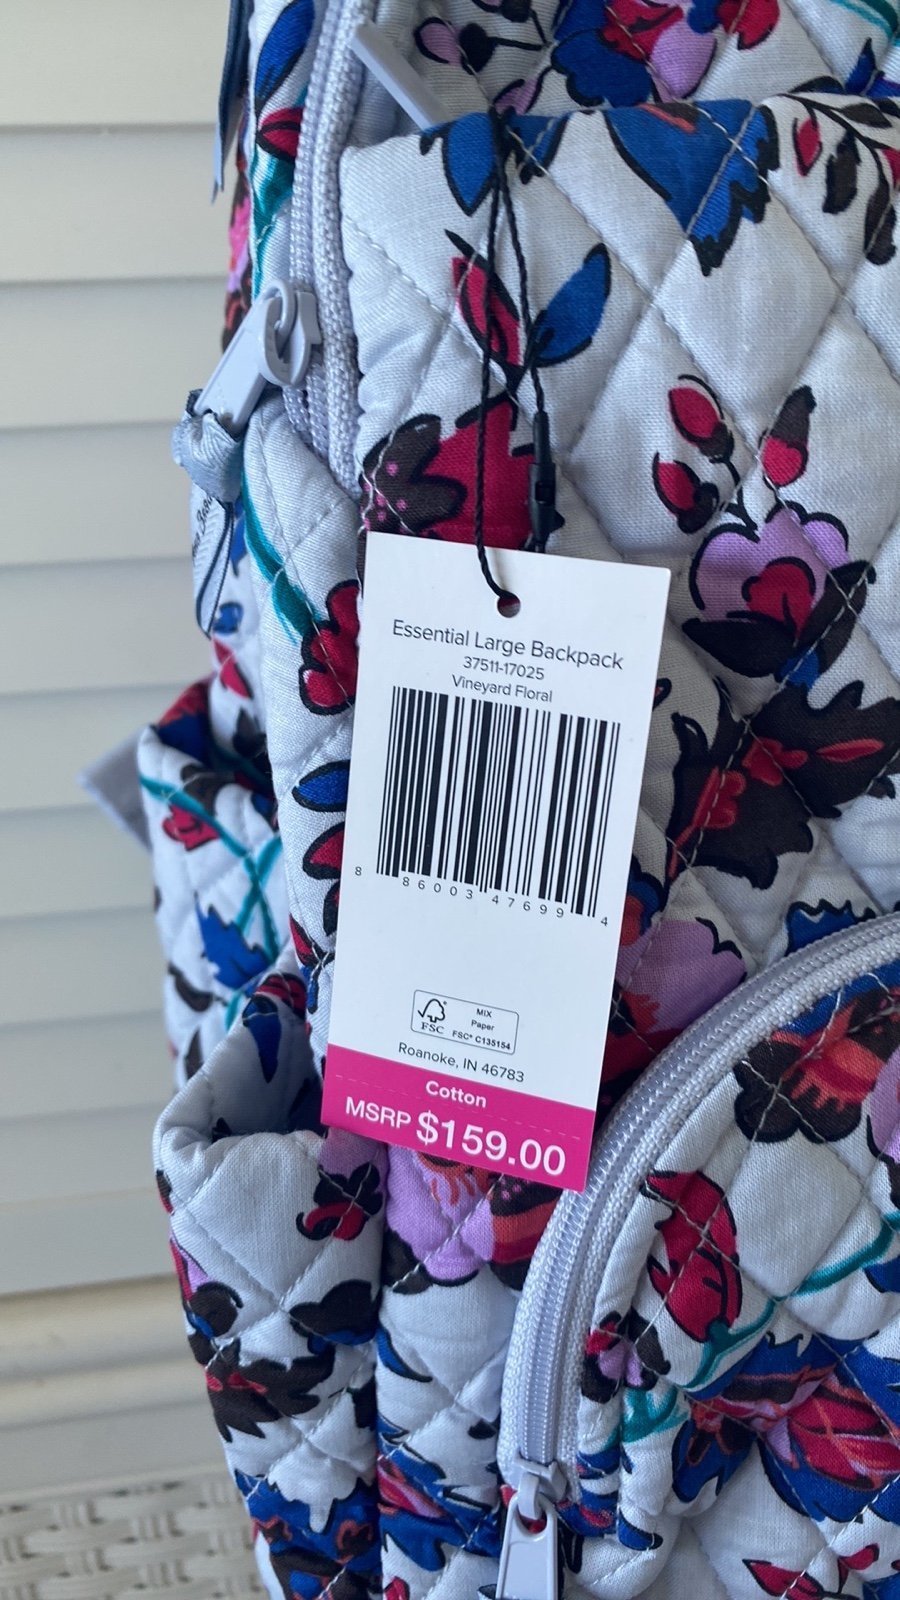 Essential Large Backpack
37511-17025
Vineyard Floral
8 86003 47699 4
FSC
MIX
Paper
FSC® C135154
Roanoke, IN 46783
Cotton
MSRP $159.00